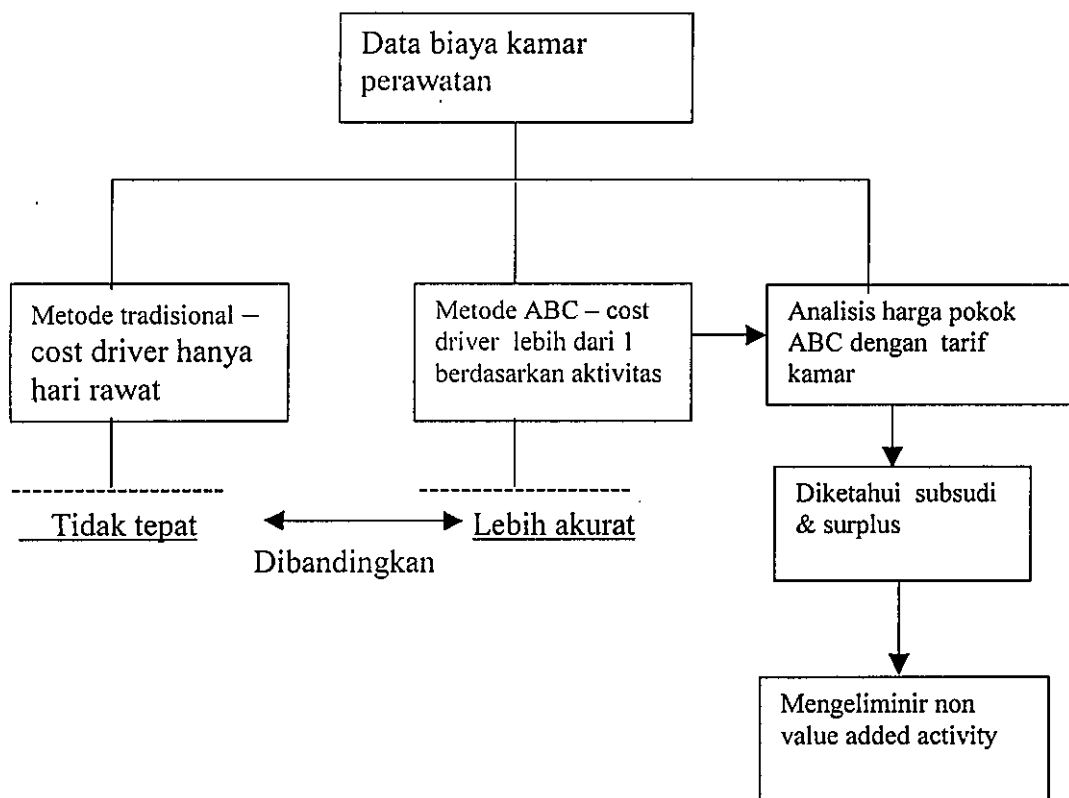 Data biaya kamar
perawatan
Metode tradisional –
cost driver hanya
hari rawat
Metode ABC – cost
driver lebih dari 1
berdasarkan aktivitas
Analisis harga pokok
ABC dengan tarif
kamar
Tidak tepat
Lebih akurat
Dibandingkan
Diketahui subsudi
& surplus
Mengeliminir non
value added activity